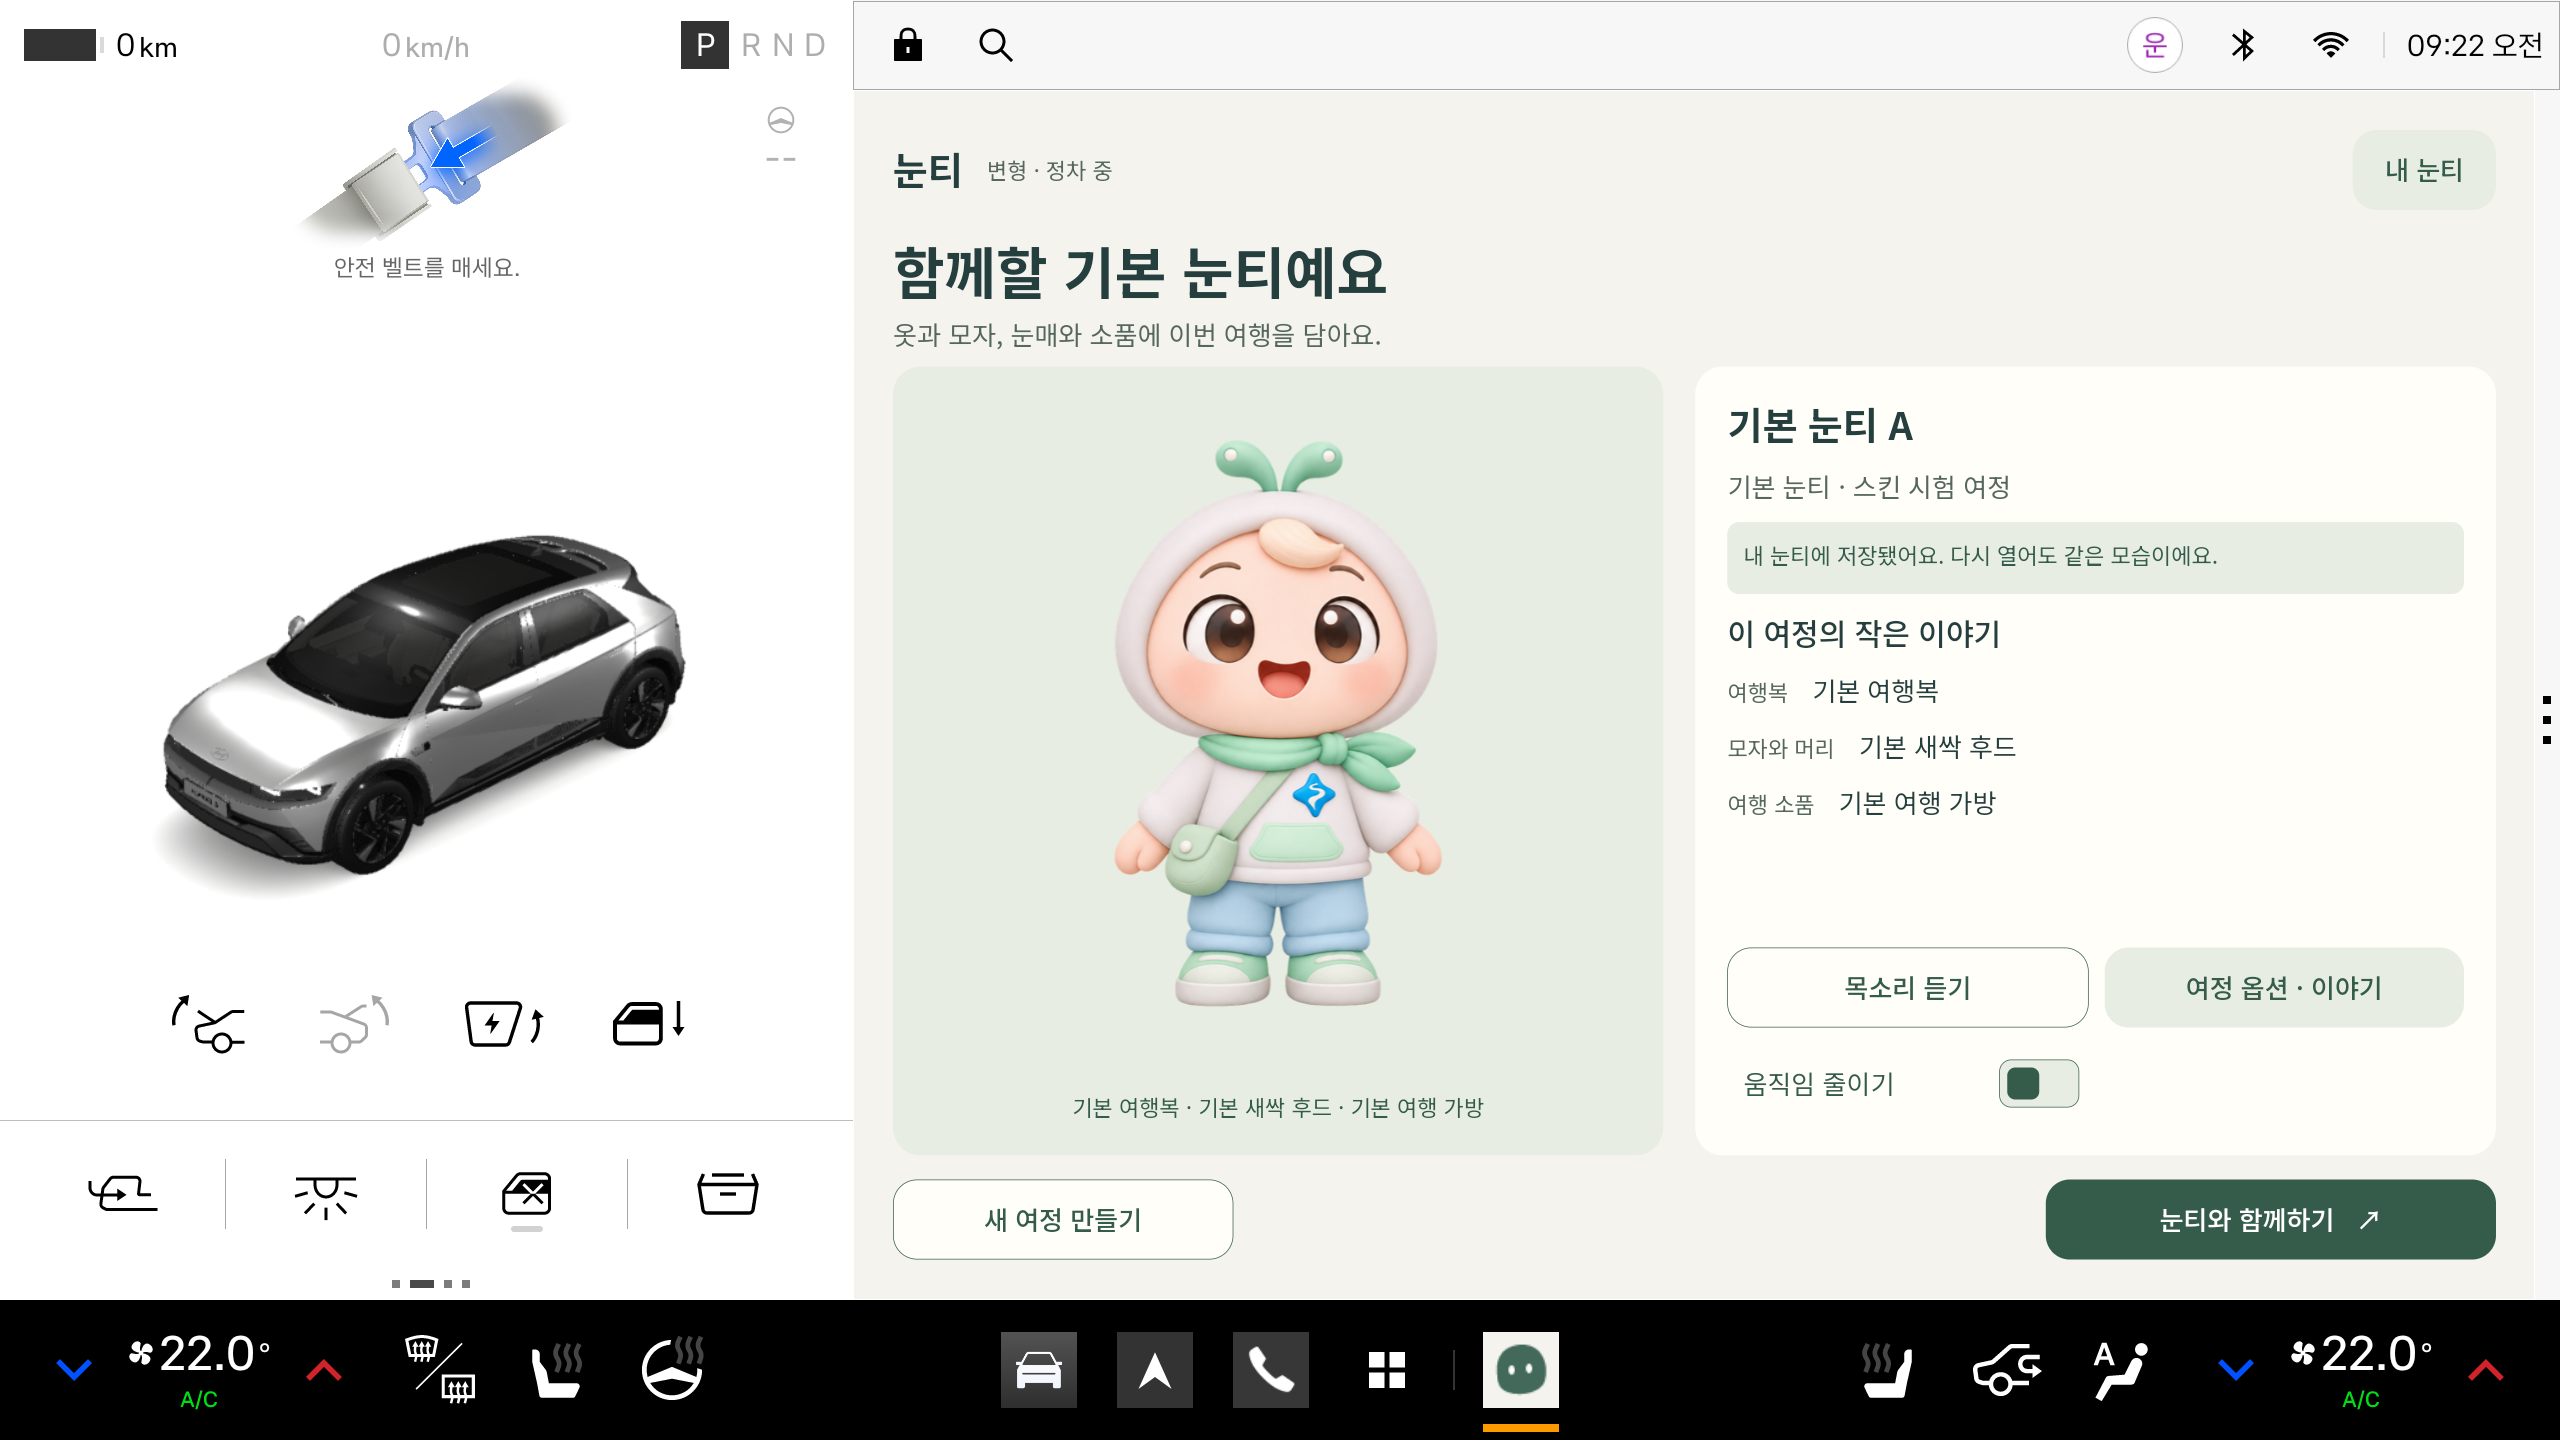 0 km
0 km/h
P R N D
운
09:22 오전
안전 벨트를 매세요.
눈티
변형 · 정차 중
내 눈티
함께할 기본 눈티예요
옷과 모자, 눈매와 소품에 이번 여행을 담아요.
기본 여행복 · 기본 새싹 후드 · 기본 여행 가방
기본 눈티 A
기본 눈티 · 스킨 시험 여정
내 눈티에 저장됐어요. 다시 열어도 같은 모습이에요.
이 여정의 작은 이야기
여행복 기본 여행복
모자와 머리 기본 새싹 후드
여행 소품 기본 여행 가방
목소리 듣기
여정 옵션 · 이야기
움직임 줄이기
새 여정 만들기
눈티와 함께하기 ↗
22.0°
A/C
A
22.0°
A/C